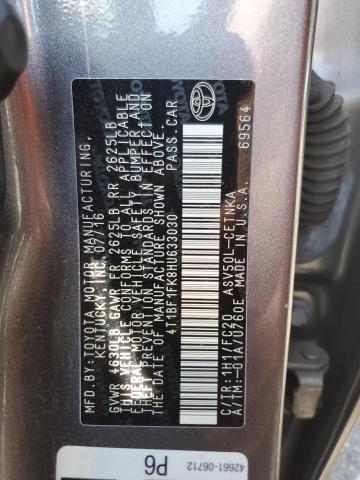 MFD.BY:TOYOTA MOTOR MANUFACTURING,
KENTUCKY, INC. 07/16
GVWR 4630LB GAWR FR 2625LB RR 2625LB
THIS VEHICLE CONFORMS TO ALL APPLICABLE
FEDERAL MOTOR VEHICLE SAFETY, BUMPER, AND
THEFT PREVENTION STANDARDS IN EFFECT ON
THE DATE OF MANUFACTURE SHOWN ABOVE.
4T1BF1FK8HU633030 PASS.CAR
C/TR:1H1/FC20 ASV50L-CETNKA
A/TM:-01A/U760E MADE IN U.S.A.
69564
TOYOTA
42661-06712
P6